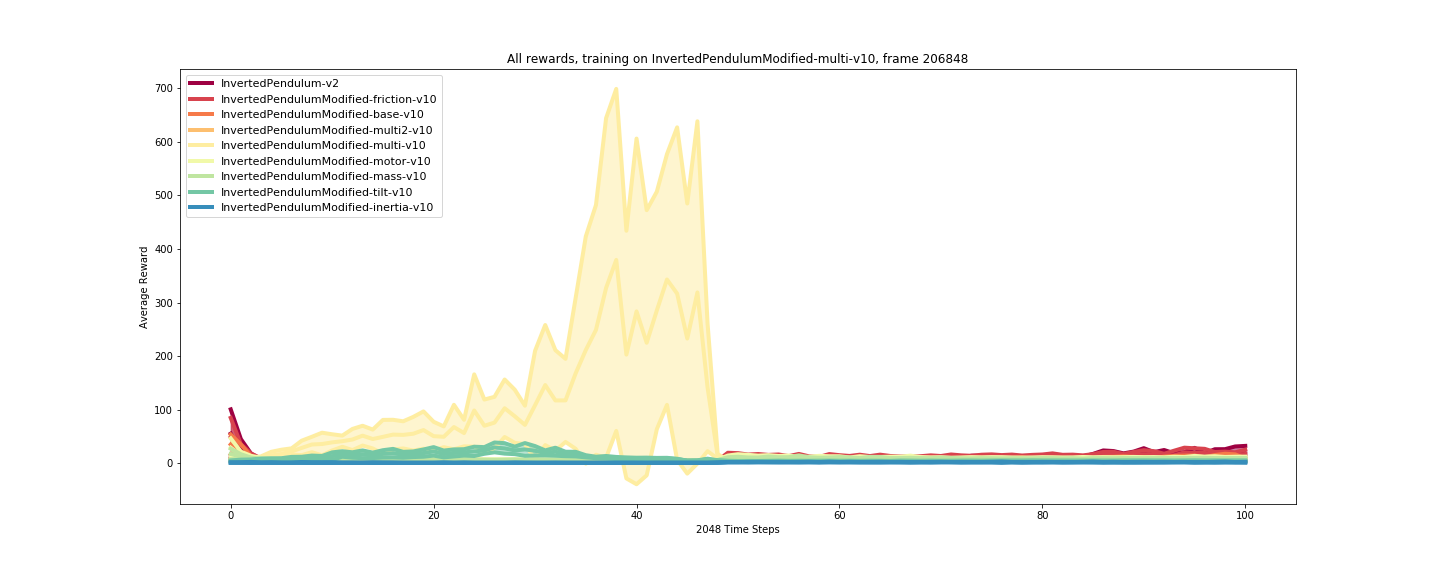 All rewards, training on InvertedPendulumModified-multi-v10, frame 206848
InvertedPendulum-v2
InvertedPendulumModified-friction-v10
InvertedPendulumModified-base-v10
InvertedPendulumModified-multi2-v10
InvertedPendulumModified-multi-v10
InvertedPendulumModified-motor-v10
InvertedPendulumModified-mass-v10
InvertedPendulumModified-tilt-v10
InvertedPendulumModified-inertia-v10
Average Reward
700
600
500
400
300
200
100
0
0 20 40 60 80 100
2048 Time Steps